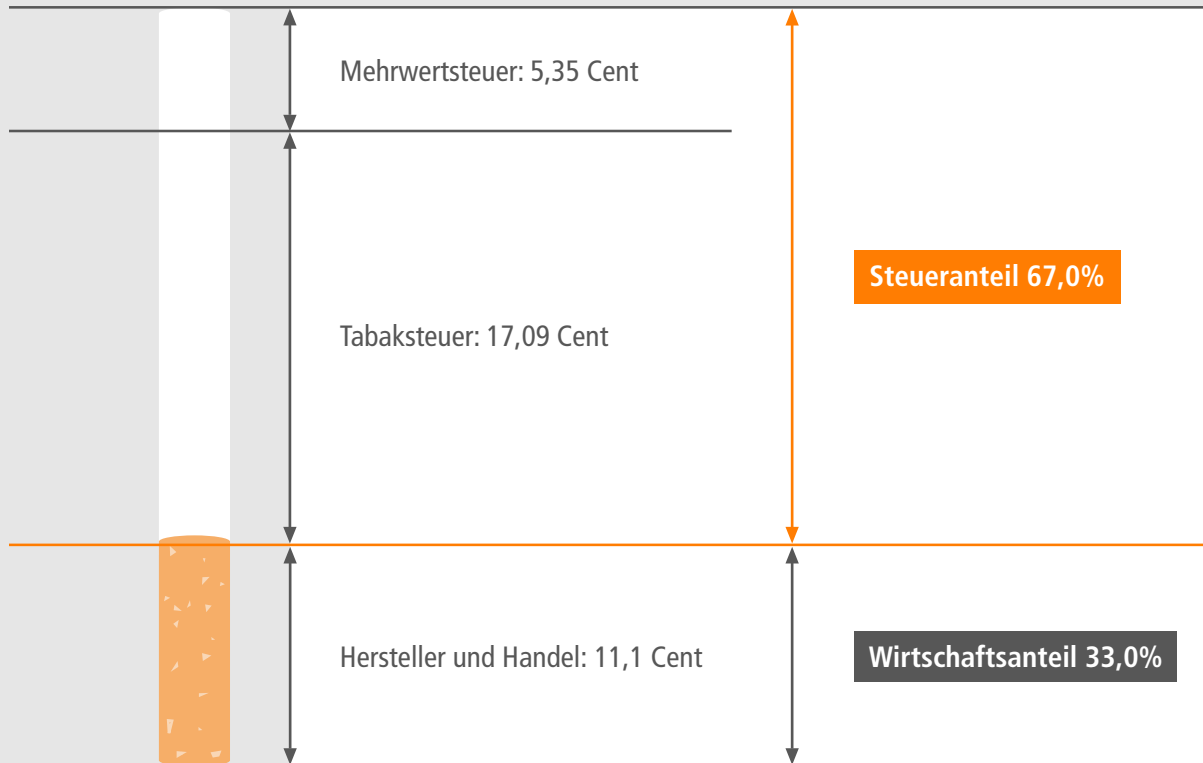 Mehrwertsteuer: 5,35 Cent
Steueranteil 67,0%
Tabaksteuer: 17,09 Cent
Hersteller und Handel: 11,1 Cent
Wirtschaftsanteil 33,0%